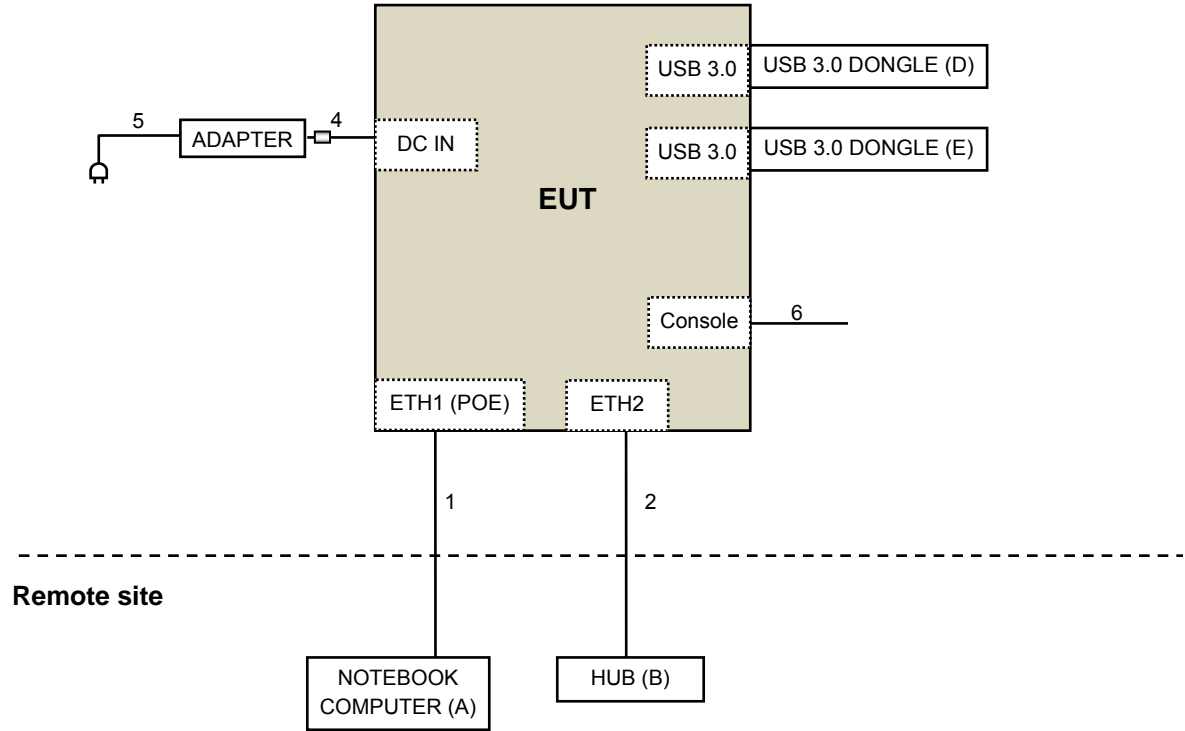 USB 3.0
USB 3.0 DONGLE (D)
5
ADAPTER
4
DC IN
USB 3.0
USB 3.0 DONGLE (E)
EUT
Console
6
ETH1 (POE)
ETH2
1
2
Remote site
NOTEBOOK
COMPUTER (A)
HUB (B)